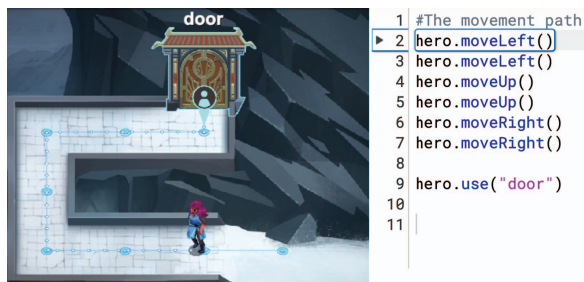 door
1 #The movement path
2 hero.moveLeft()
3 hero.moveLeft()
4 hero.moveUp()
5 hero.moveUp()
6 hero.moveRight()
7 hero.moveRight()
8
9 hero.use("door")
10
11